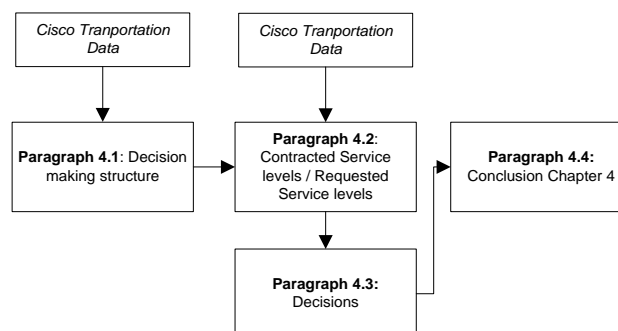 Cisco Tranportation
Data
Cisco Tranportation
Data
Paragraph 4.1: Decision
making structure
Paragraph 4.2:
Contracted Service
levels / Requested
Service levels
Paragraph 4.4:
Conclusion Chapter 4
Paragraph 4.3:
Decisions